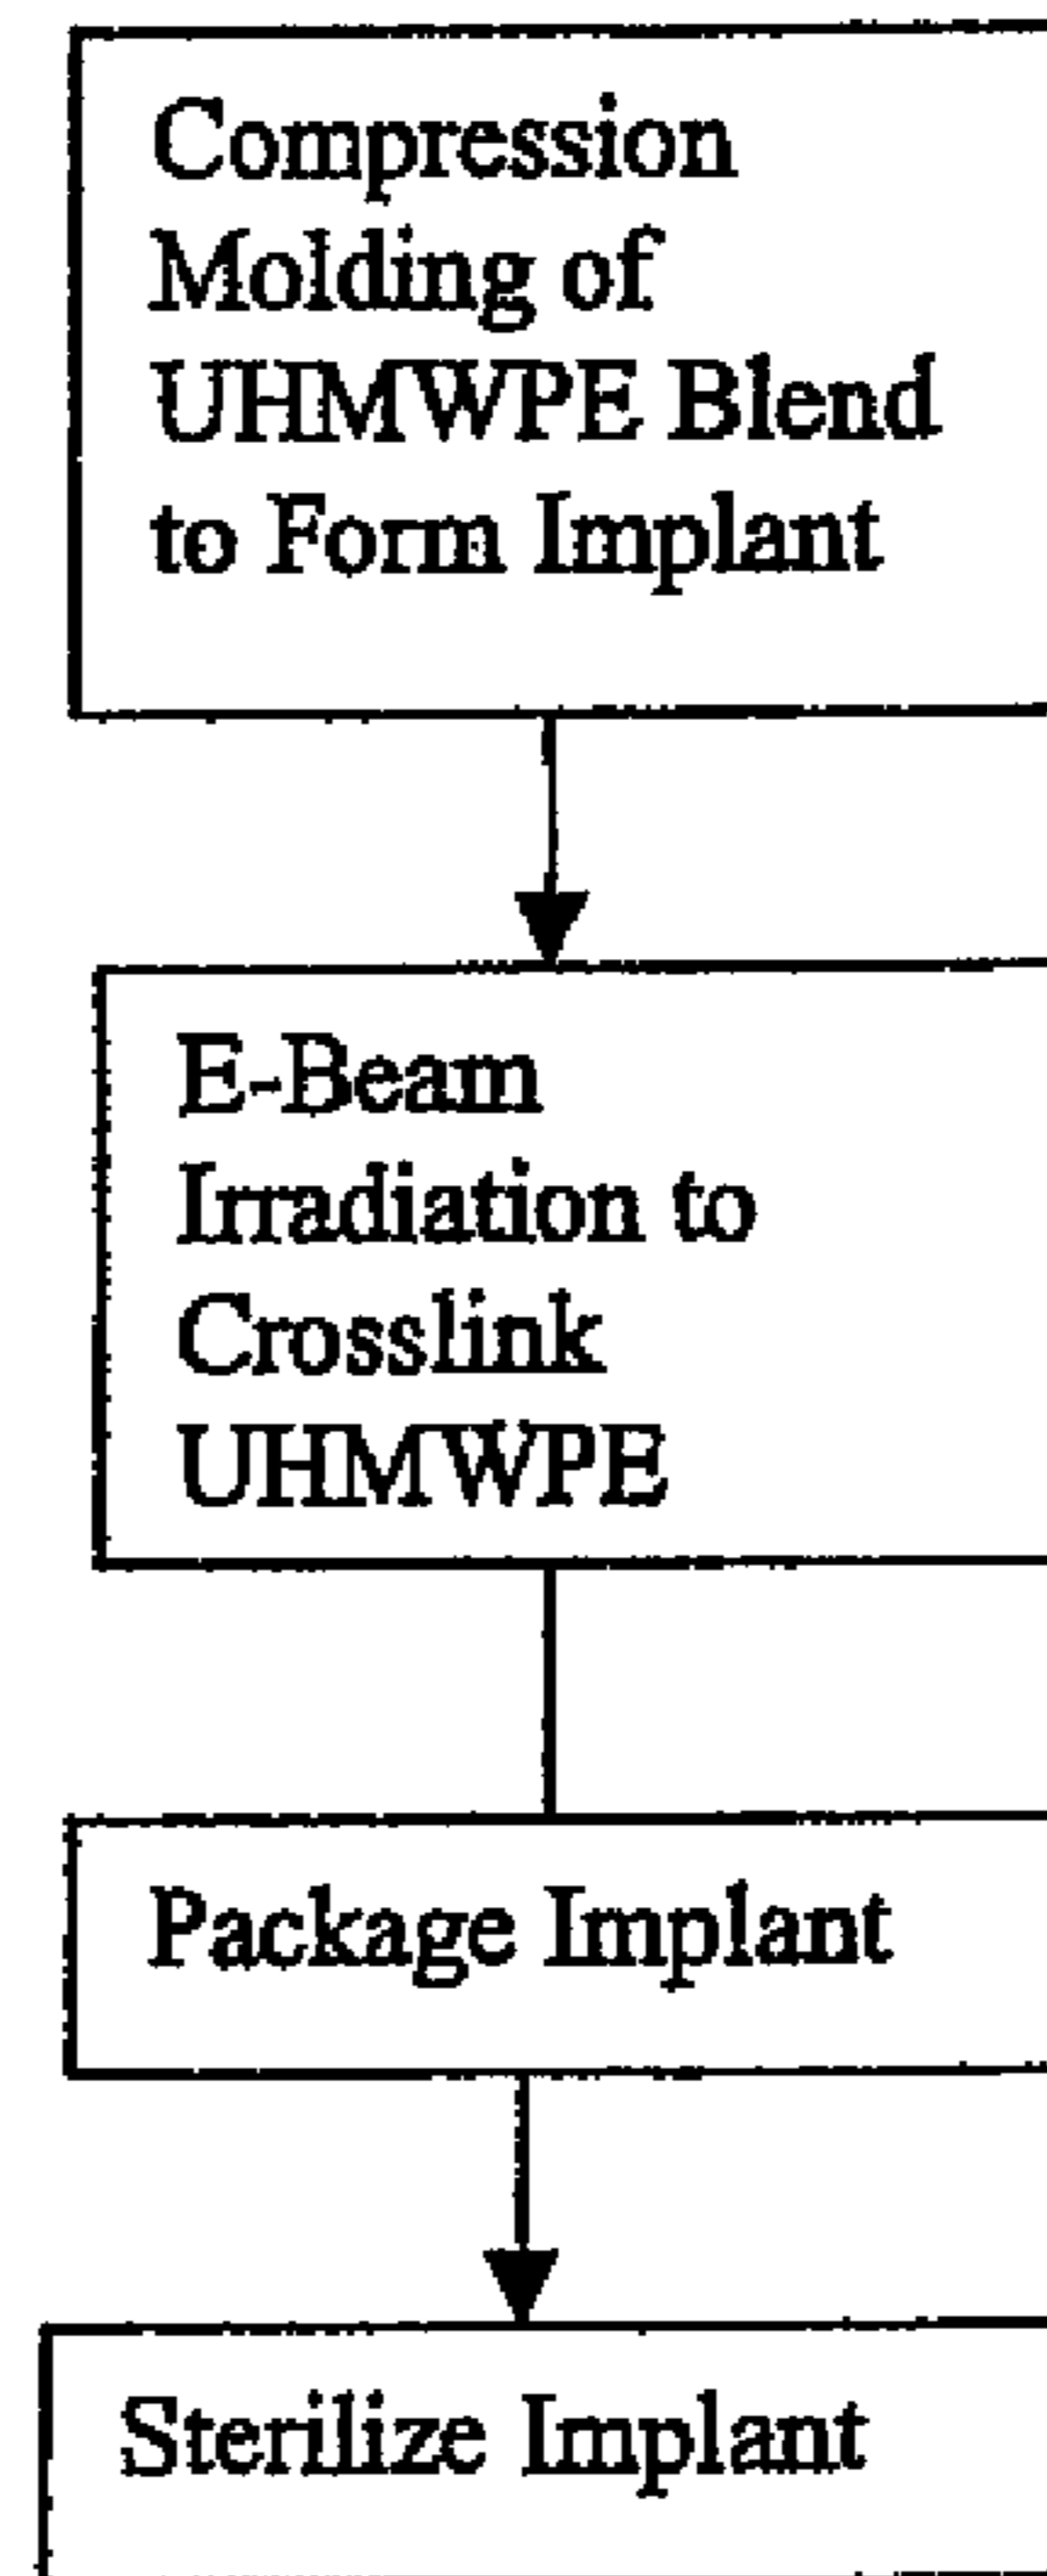 Compression
Molding of
UHMWPE Blend
to Form Implant
E-Beam
Irradiation to
Crosslink
UHMWPE
Package Implant
Sterilize Implant